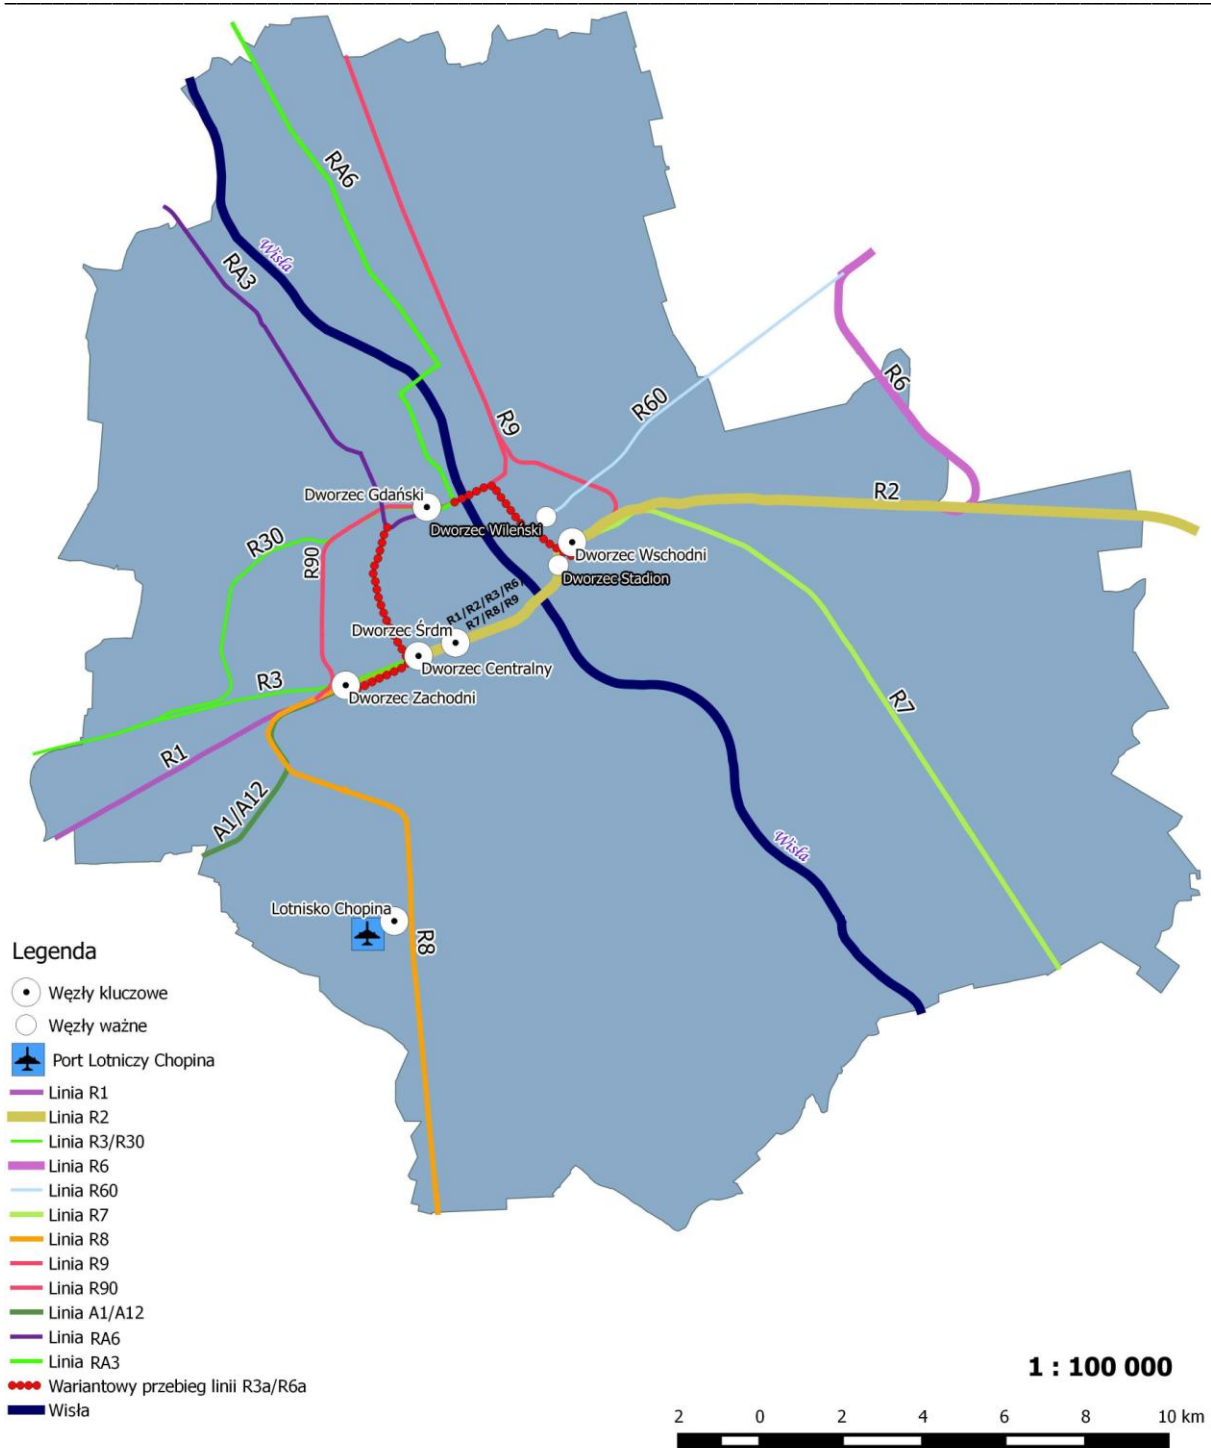 RA6
Wisła
RA3
R9
R60
R6
R2
Dworzec Gdański
Dworzec Wileński
Dworzec Wschodni
Dworzec Stadion
R30
R90
R1/R2/R3/R6/
R7/R8/R9
Dworzec Śrdm
Dworzec Centralny
Dworzec Zachodni
R3
R1
R7
A1/A12
Wisła
Lotnisko Chopina
R8
Legenda
Węzły kluczowe
Węzły ważne
Port Lotniczy Chopina
Linia R1
Linia R2
Linia R3/R30
Linia R6
Linia R60
Linia R7
Linia R8
Linia R9
Linia R90
Linia A1/A12
Linia RA6
Linia RA3
Wariantowy przebieg linii R3a/R6a
Wisła
1 : 100 000
2 0 2 4 6 8 10 km